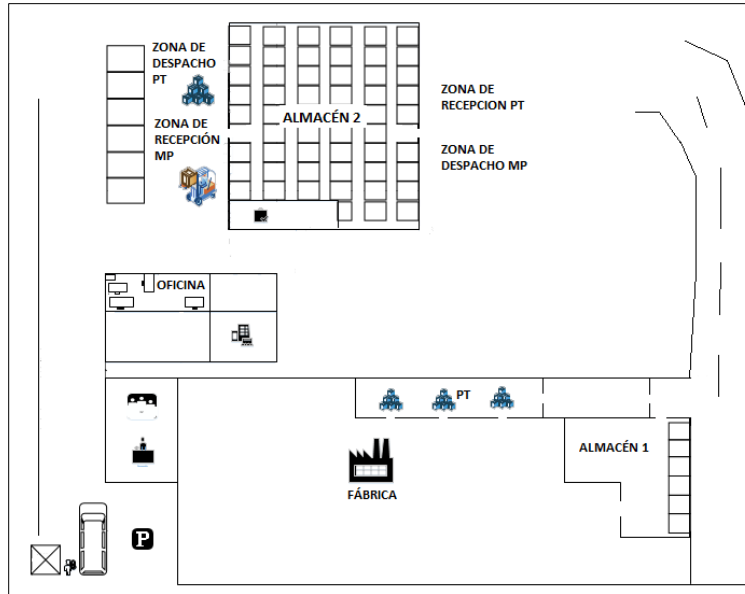 ZONA DE
DESPACHO
PT
ZONA DE
RECEPCIÓN
MP
ALMACÉN 2
ZONA DE
RECEPCION PT
ZONA DE
DESPACHO MP
OFICINA
PT
ALMACÉN 1
FÁBRICA
P